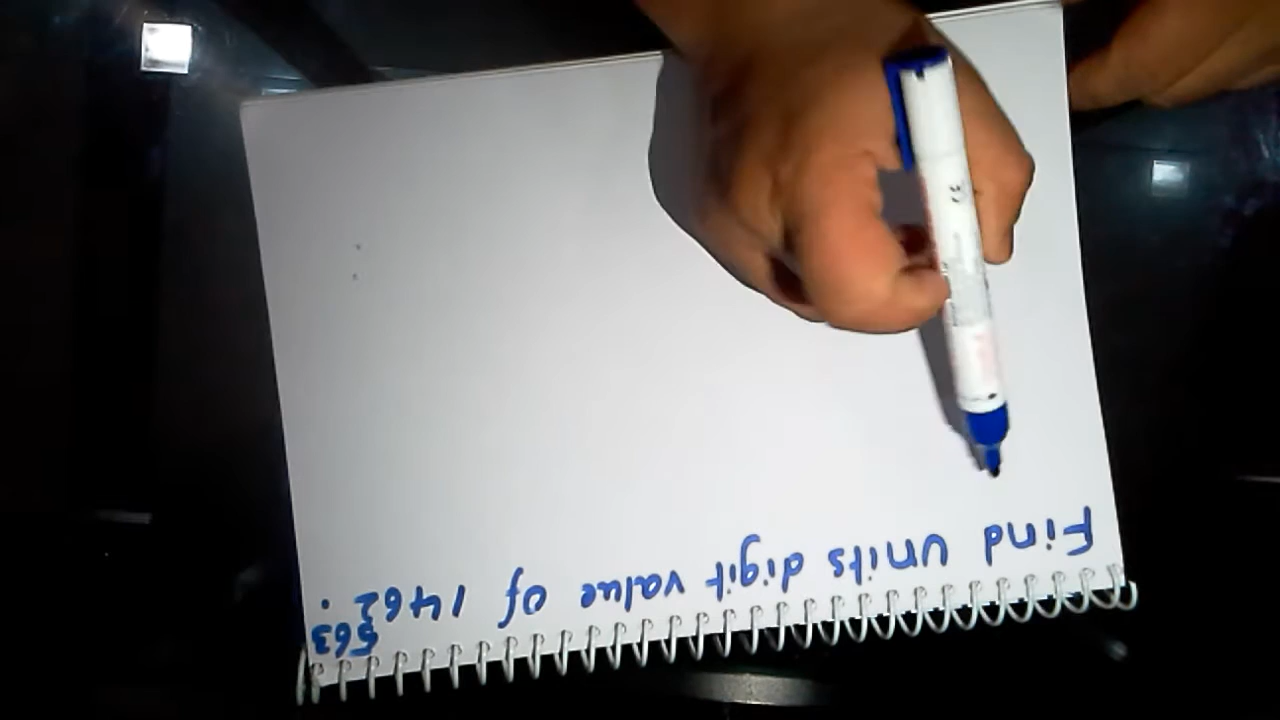 Find units digit value of 1462⁵⁶³.